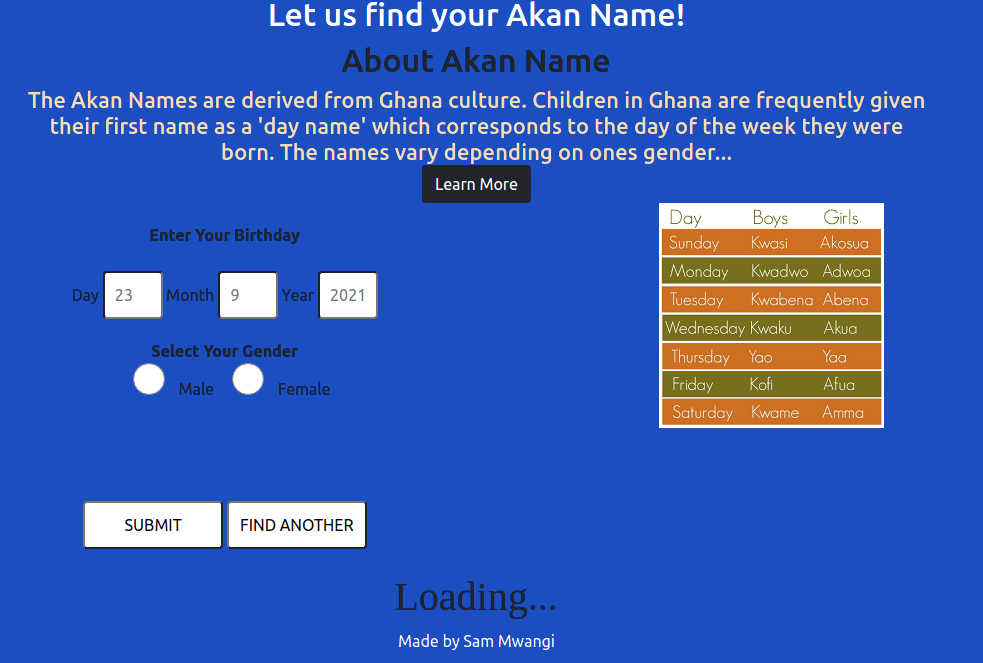 Let us find your Akan Name!
About Akan Name
The Akan Names are derived from Ghana culture. Children in Ghana are frequently given
their first name as a 'day name' which corresponds to the day of the week they were
born. The names vary depending on ones gender...
Learn More
Enter Your Birthday
Day 23 Month 9 Year 2021
Select Your Gender
Male Female
SUBMIT FIND ANOTHER
Day Boys Girls
Sunday Kwasi Akosua
Monday Kwadwo Adwoa
Tuesday Kwabena Abena
Wednesday Kwaku Akua
Thursday Yao Yaa
Friday Kofi Afua
Saturday Kwame Amma
Loading...
Made by Sam Mwangi